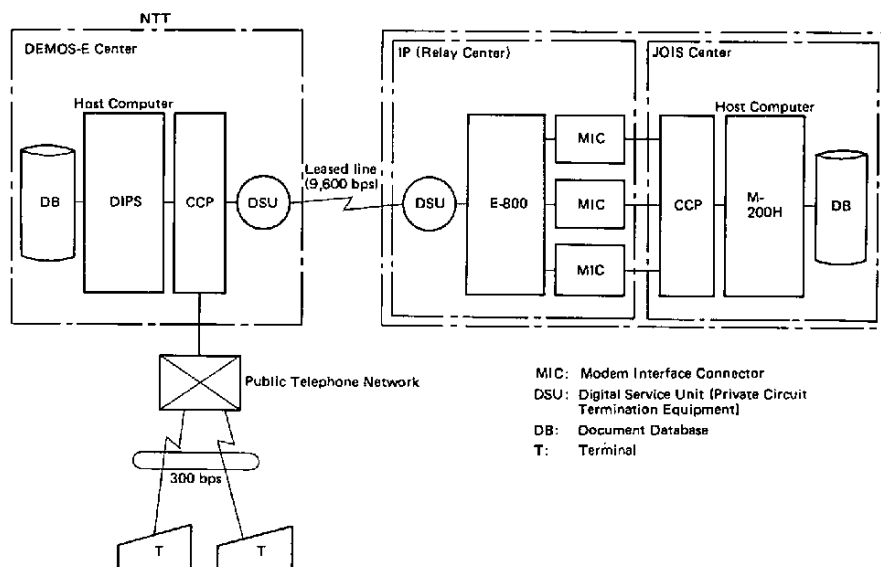 NTT
DEMOS-E Center
IP (Relay Center)
JOIS Center
Host Computer
Host Computer
DB
DIPS
CCP
DSU
Leased line
(9,600 bps)
DSU
E-800
MIC
MIC
MIC
CCP
M-
200H
DB
Public Telephone Network
300 bps
T
T
MIC: Modem Interface Connector
DSU: Digital Service Unit (Private Circuit
Termination Equipment)
DB: Document Database
T: Terminal